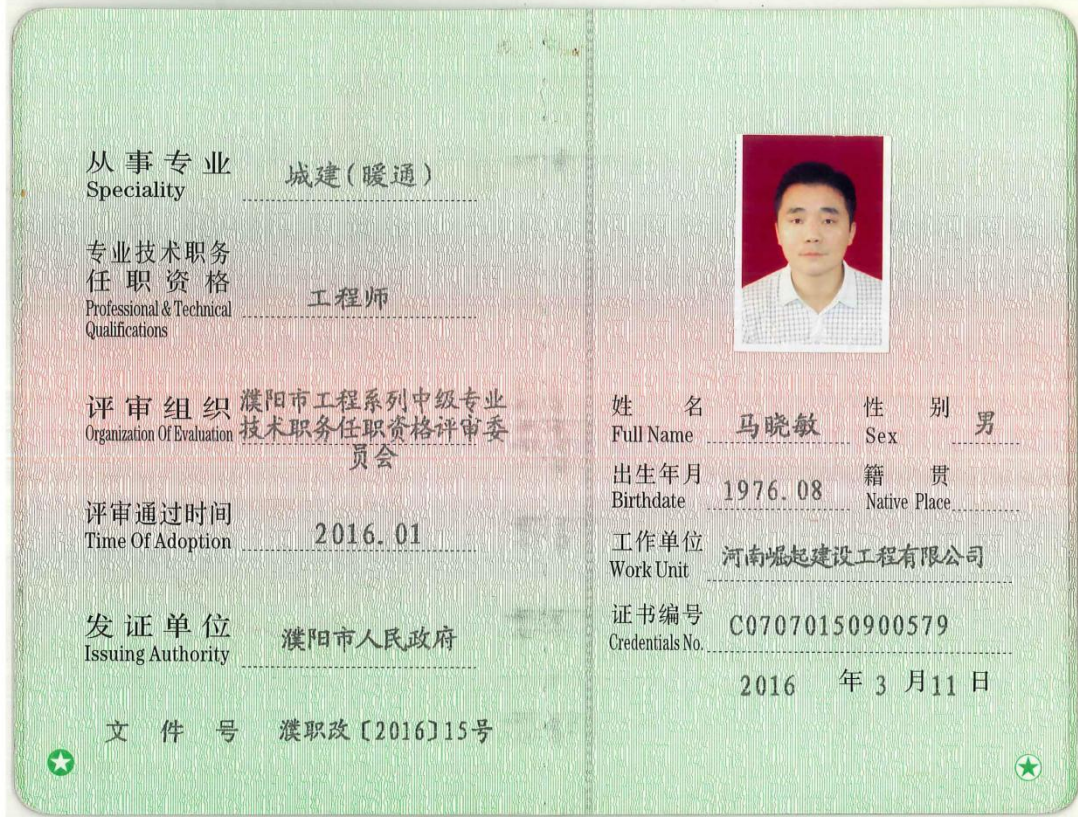 从事专业 城建(暖通)
Speciality
专业技术职务
任职资格 工程师
Professional & Technical
Qualifications
评审组织 濮阳市工程系列中级专业
Organization Of Evaluation 技术职务任职资格评审委
员会
评审通过时间 2016.01
Time Of Adoption
发证单位 濮阳市人民政府
Issuing Authority
文件号 濮职改〔2016〕15号
姓名 马晓敏 性别 男
Full Name Sex
出生年月 1976.08 籍贯
Birthdate Native Place
工作单位 河南崛起建设工程有限公司
Work Unit
证书编号 C07070150900579
Credentials No.
2016 年 3 月 11 日